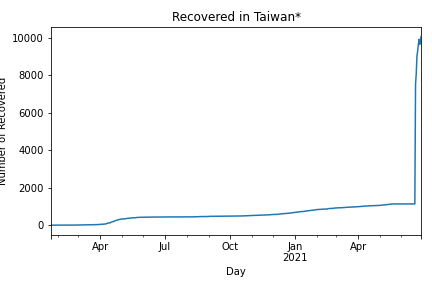 Recovered in Taiwan*
Number of Recovered
10000
8000
6000
4000
2000
0
Apr
Jul
Oct
Jan
2021
Apr
Day